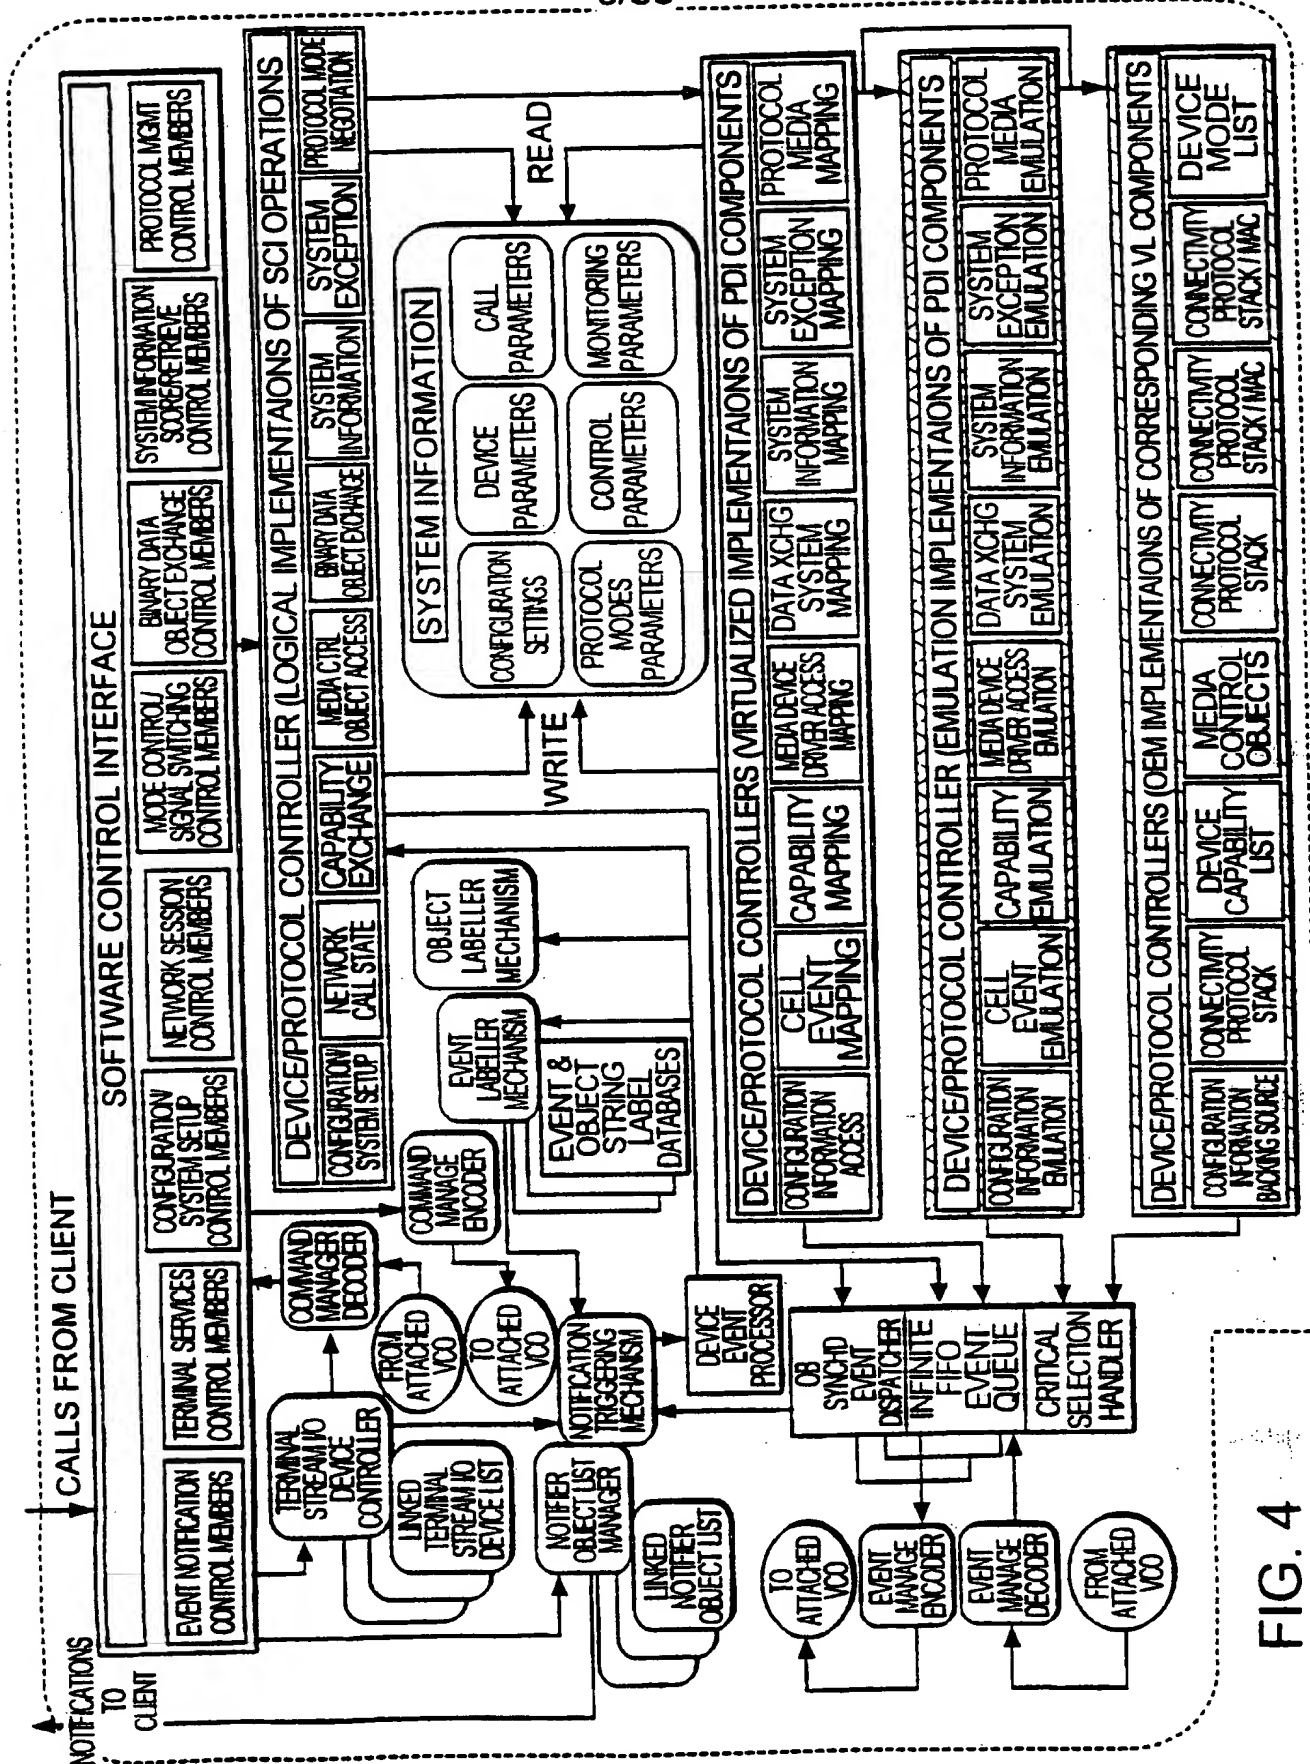 CALLS FROM CLIENT
NOTIFICATIONS
TO
CLIENT
SOFTWARE CONTROL INTERFACE
EVENT NOTIFICATION
CONTROL MEMBERS
TERMINAL SERVICES
CONTROL MEMBERS
CONFIGURATION/
SYSTEM SETUP
CONTROL MEMBERS
NETWORK SESSION
CONTROL MEMBERS
MODE CONTROL/
SIGNAL SWITCHING
CONTROL MEMBERS
BINARY DATA
OBJECT EXCHANGE
CONTROL MEMBERS
SYSTEM INFORMATION
SCORE/RETRIEVE
CONTROL MEMBERS
PROTOCOL MGMT
CONTROL MEMBERS
DEVICE/PROTOCOL CONTROLLER (LOGICAL IMPLEMENTAIONS OF SCI OPERATIONS
CONFIGURATION/
SYSTEM SETUP
NETWORK
CALL STATE
CAPABILITY
EXCHANGE
MEDIA CTRL
OBJECT ACCESS
BINARY DATA
OBJECT EXCHANGE
SYSTEM
INFORMATION
SYSTEM
EXCEPTION
PROTOCOL MODE
NEGOTIATION
TERMINAL
STREAM I/O
DEVICE
CONTROLLER
LINKED
TERMINAL
STREAM I/O
DEVICE LIST
COMMAND
MANAGER
DECODER
FROM
ATTACHED
VCO
COMMAND
MANAGE
ENCODER
TO
ATTACHED
VCO
EVENT
LABELLER
MECHANISM
OBJECT
LABELLER
MECHANISM
EVENT &
OBJECT
STRING
LABEL
DATABASES
WRITE
READ
SYSTEM INFORMATION
CONFIGURATION
SETTINGS
DEVICE
PARAMETERS
CALL
PARAMETERS
PROTOCOL
MODES
PARAMETERS
CONTROL
PARAMETERS
MONITORING
PARAMETERS
NOTIFIER
OBJECT LIST
MANAGER
LINKED
NOTIFIER
OBJECT LIST
NOTIFICATION
TRIGGERING
MECHANISM
DEVICE
EVENT
PROCESSOR
DEVICE/PROTOCOL CONTROLLERS (VIRTUALIZED IMPLEMENTAIONS OF PDI COMPONENTS
CONFIGURATION
INFORMATION
ACCESS
CELL
EVENT
MAPPING
CAPABILITY
MAPPING
MEDIA DEVICE
DRIVER ACCESS
MAPPING
DATA XCHG
SYSTEM
MAPPING
SYSTEM
INFORMATION
MAPPING
SYSTEM
EXCEPTION
MAPPING
PROTOCOL
MEDIA
MAPPING
TO
ATTACHED
VCO
EVENT
MANAGE
ENCODER
EVENT
MANAGE
DECODER
FROM
ATTACHED
VCO
OB
SYNCHD
EVENT
DISPATCHER
INFINITE
FIFO
EVENT
QUEUE
CRITICAL
SELECTION
HANDLER
DEVICE/PROTOCOL CONTROLLER (EMULATION IMPLEMENTAIONS OF PDI COMPONENTS
CONFIGURATION
INFORMATION
EMULATION
CELL
EVENT
EMULATION
CAPABILITY
EMULATION
MEDIA DEVICE
DRIVER ACCESS
EMULATION
DATA XCHG
SYSTEM
EMULATION
SYSTEM
INFORMATION
EMULATION
SYSTEM
EXCEPTION
EMULATION
PROTOCOL
MEDIA
EMULATION
DEVICE/PROTOCOL CONTROLLERS (OEM IMPLEMENTAIONS OF CORRESPONDING VL COMPONENTS
CONFIGURATION
INFORMATION
BACKING SOURCE
CONNECTIVITY
PROTOCOL
STACK
DEVICE
CAPABILITY
LIST
MEDIA
CONTROL
OBJECTS
CONNECTIVITY
PROTOCOL
STACK
CONNECTIVITY
PROTOCOL
STACK / MAC
CONNECTIVITY
PROTOCOL
STACK / MAC
DEVICE
MODE
LIST
FIG. 4